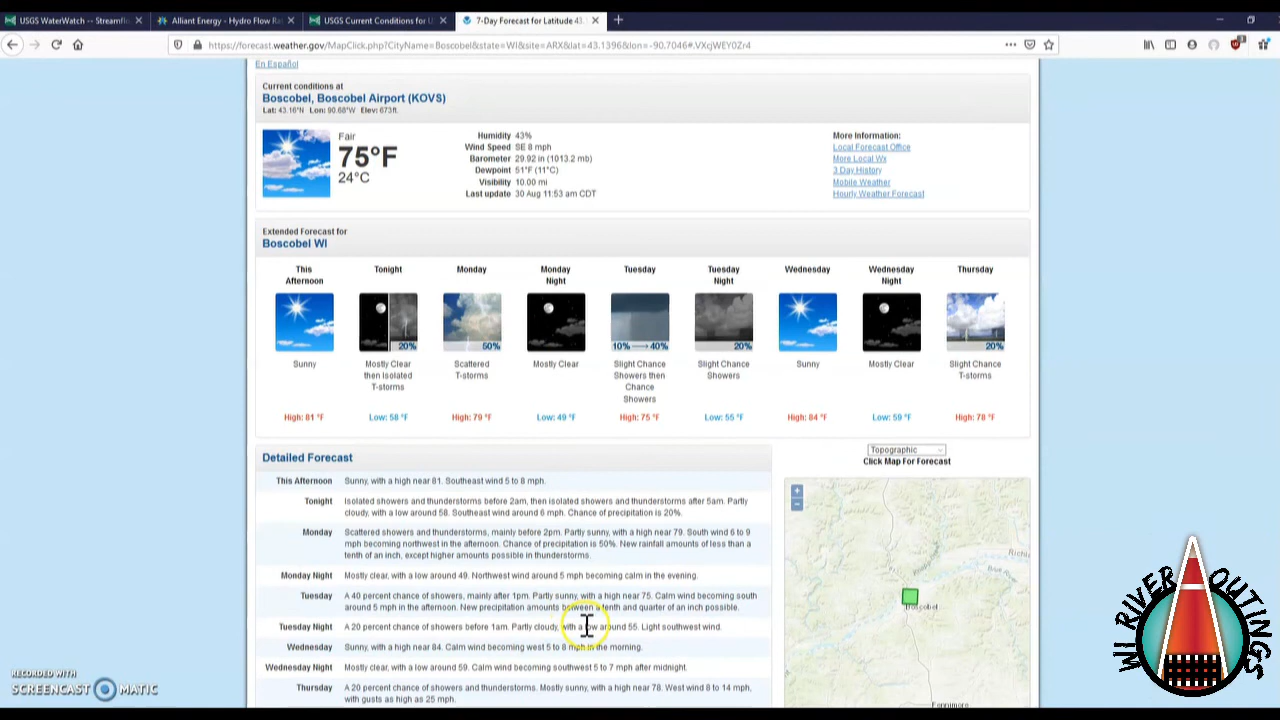 USGS WaterWatch -- Streamfl
Alliant Energy - Hydro Flow Ra
USGS Current Conditions for U
7-Day Forecast for Latitude 43.
https://forecast.weather.gov/MapClick.php?CityName=Boscobel&state=WI&site=ARX&lat=43.1396&lon=-90.7046#.VXcjWEY0Zr4
En Español
Current conditions at
Boscobel, Boscobel Airport (KOVS)
Lat: 43.16°N Lon: 90.68°W Elev: 673ft.
Fair
75°F
24°C
Humidity 43%
Wind Speed SE 8 mph
Barometer 29.92 in (1013.2 mb)
Dewpoint 51°F (11°C)
Visibility 10.00 mi
Last update 30 Aug 11:53 am CDT
More Information:
Local Forecast Office
More Local Wx
3 Day History
Mobile Weather
Hourly Weather Forecast
Extended Forecast for
Boscobel WI
This Afternoon
Sunny
High: 81 °F
Tonight
20%
Mostly Clear
then Isolated
T-storms
Low: 58 °F
Monday
50%
Scattered
T-storms
High: 79 °F
Monday
Night
Mostly Clear
Low: 49 °F
Tuesday
10% → 40%
Slight Chance
Showers then
Chance
Showers
High: 75 °F
Tuesday
Night
20%
Slight Chance
Showers
Low: 55 °F
Wednesday
Sunny
High: 84 °F
Wednesday
Night
Mostly Clear
Low: 59 °F
Thursday
20%
Slight Chance
T-storms
High: 78 °F
Detailed Forecast
This Afternoon Sunny, with a high near 81. Southeast wind 5 to 8 mph.
Tonight Isolated showers and thunderstorms before 2am, then isolated showers and thunderstorms after 5am. Partly
cloudy, with a low around 58. Southeast wind around 6 mph. Chance of precipitation is 20%.
Monday Scattered showers and thunderstorms, mainly before 2pm. Partly sunny, with a high near 79. South wind 6 to 9
mph becoming northwest in the afternoon. Chance of precipitation is 50%. New rainfall amounts of less than a
tenth of an inch, except higher amounts possible in thunderstorms.
Monday Night Mostly clear, with a low around 49. Northwest wind around 5 mph becoming calm in the evening.
Tuesday A 40 percent chance of showers, mainly after 1pm. Partly sunny, with a high near 75. Calm wind becoming south
around 5 mph in the afternoon. New precipitation amounts between a tenth and quarter of an inch possible.
Tuesday Night A 20 percent chance of showers before 1am. Partly cloudy, with a low around 55. Light southwest wind.
Wednesday Sunny, with a high near 84. Calm wind becoming west 5 to 8 mph in the morning.
Wednesday Night Mostly clear, with a low around 59. Calm wind becoming southwest 5 to 7 mph after midnight.
Thursday A 20 percent chance of showers and thunderstorms. Mostly sunny, with a high near 78. West wind 8 to 14 mph,
with gusts as high as 25 mph.
Topographic
Click Map For Forecast
Boscobel
Fennimore
RECORDED WITH
SCREENCAST MATIC
WI RIVER OUTINGS